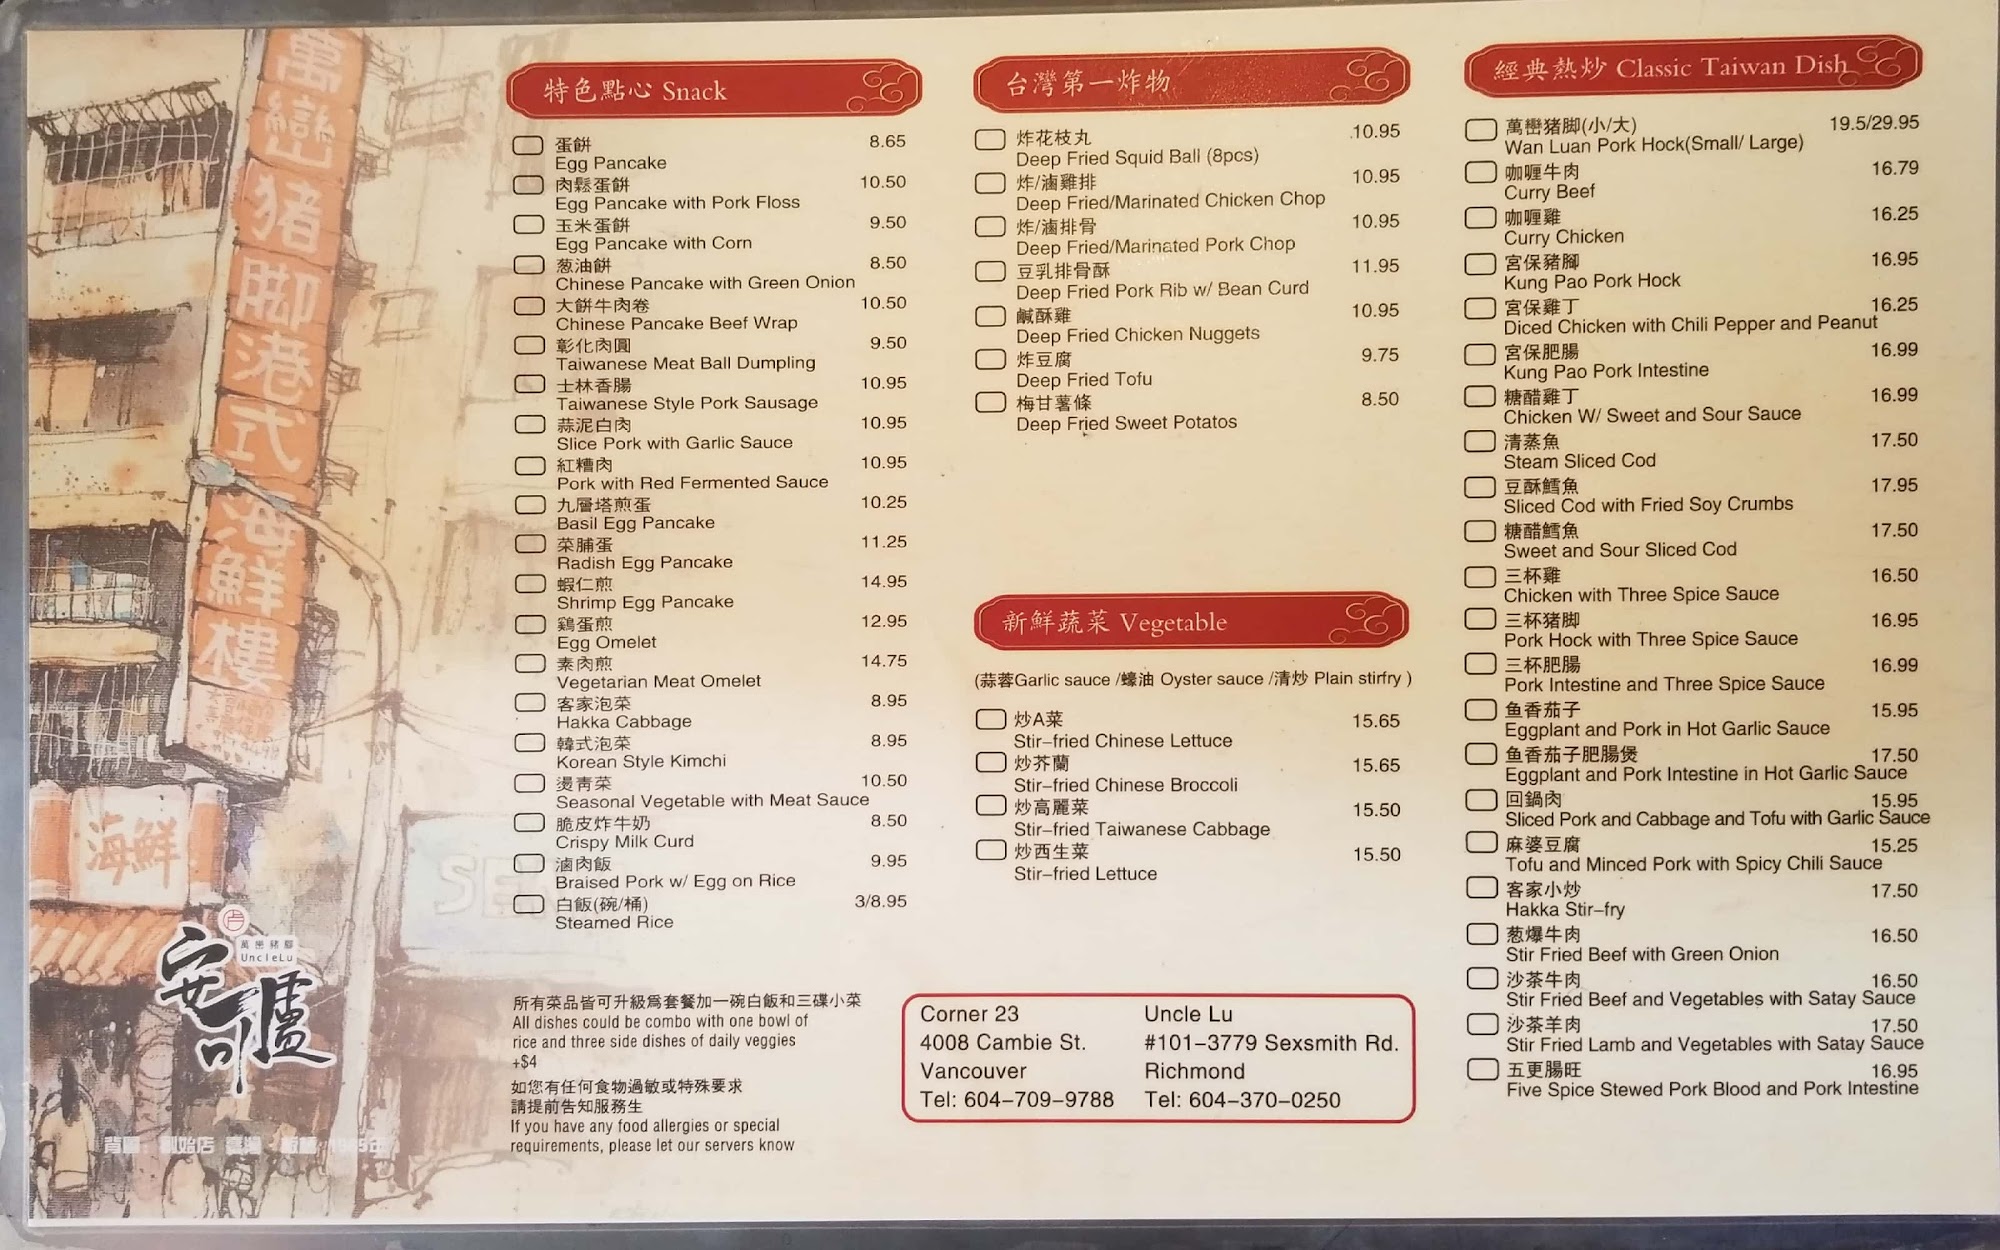 萬巒猪脚港式海鮮樓
海鮮
萬巒豬腳
UncleLu
安叮臚
特色點心 Snack
蛋餅 8.65
Egg Pancake
肉鬆蛋餅 10.50
Egg Pancake with Pork Floss
玉米蛋餅 9.50
Egg Pancake with Corn
葱油餅 8.50
Chinese Pancake with Green Onion
大餅牛肉卷 10.50
Chinese Pancake Beef Wrap
彰化肉圓 9.50
Taiwanese Meat Ball Dumpling
士林香腸 10.95
Taiwanese Style Pork Sausage
蒜泥白肉 10.95
Slice Pork with Garlic Sauce
紅糟肉 10.95
Pork with Red Fermented Sauce
九層塔煎蛋 10.25
Basil Egg Pancake
菜脯蛋 11.25
Radish Egg Pancake
蝦仁煎 14.95
Shrimp Egg Pancake
鷄蛋煎 12.95
Egg Omelet
素肉煎 14.75
Vegetarian Meat Omelet
客家泡菜 8.95
Hakka Cabbage
韓式泡菜 8.95
Korean Style Kimchi
燙靑菜 10.50
Seasonal Vegetable with Meat Sauce
脆皮炸牛奶 8.50
Crispy Milk Curd
滷肉飯 9.95
Braised Pork w/ Egg on Rice
白飯(碗/桶) 3/8.95
Steamed Rice
所有菜品皆可升級爲套餐加一碗白飯和三碟小菜
All dishes could be combo with one bowl of
rice and three side dishes of daily veggies
+$4
如您有任何食物過敏或特殊要求
請提前告知服務生
If you have any food allergies or special
requirements, please let our servers know
台灣第一炸物
炸花枝丸 10.95
Deep Fried Squid Ball (8pcs)
炸/滷雞排 10.95
Deep Fried/Marinated Chicken Chop
炸/滷排骨 10.95
Deep Fried/Marinated Pork Chop
豆乳排骨酥 11.95
Deep Fried Pork Rib w/ Bean Curd
鹹酥雞 10.95
Deep Fried Chicken Nuggets
炸豆腐 9.75
Deep Fried Tofu
梅甘薯條 8.50
Deep Fried Sweet Potatos
新鮮蔬菜 Vegetable
(蒜蓉Garlic sauce /蠔油 Oyster sauce /清炒 Plain stirfry )
炒A菜 15.65
Stir-fried Chinese Lettuce
炒芥蘭 15.65
Stir-fried Chinese Broccoli
炒高麗菜 15.50
Stir-fried Taiwanese Cabbage
炒西生菜 15.50
Stir-fried Lettuce
Corner 23
4008 Cambie St.
Vancouver
Tel: 604-709-9788
Uncle Lu
#101-3779 Sexsmith Rd.
Richmond
Tel: 604-370-0250
經典熱炒 Classic Taiwan Dish
萬巒猪脚(小/大) 19.5/29.95
Wan Luan Pork Hock(Small/ Large)
咖喱牛肉 16.79
Curry Beef
咖喱雞 16.25
Curry Chicken
宮保豬腳 16.95
Kung Pao Pork Hock
宮保雞丁 16.25
Diced Chicken with Chili Pepper and Peanut
宮保肥腸 16.99
Kung Pao Pork Intestine
糖醋雞丁 16.99
Chicken W/ Sweet and Sour Sauce
清蒸魚 17.50
Steam Sliced Cod
豆酥鱈魚 17.95
Sliced Cod with Fried Soy Crumbs
糖醋鱈魚 17.50
Sweet and Sour Sliced Cod
三杯雞 16.50
Chicken with Three Spice Sauce
三杯猪脚 16.95
Pork Hock with Three Spice Sauce
三杯肥腸 16.99
Pork Intestine and Three Spice Sauce
鱼香茄子 15.95
Eggplant and Pork in Hot Garlic Sauce
鱼香茄子肥腸煲 17.50
Eggplant and Pork Intestine in Hot Garlic Sauce
回鍋肉 15.95
Sliced Pork and Cabbage and Tofu with Garlic Sauce
麻婆豆腐 15.25
Tofu and Minced Pork with Spicy Chili Sauce
客家小炒 17.50
Hakka Stir-fry
葱爆牛肉 16.50
Stir Fried Beef with Green Onion
沙茶牛肉 16.50
Stir Fried Beef and Vegetables with Satay Sauce
沙茶羊肉 17.50
Stir Fried Lamb and Vegetables with Satay Sauce
五更腸旺 16.95
Five Spice Stewed Pork Blood and Pork Intestine